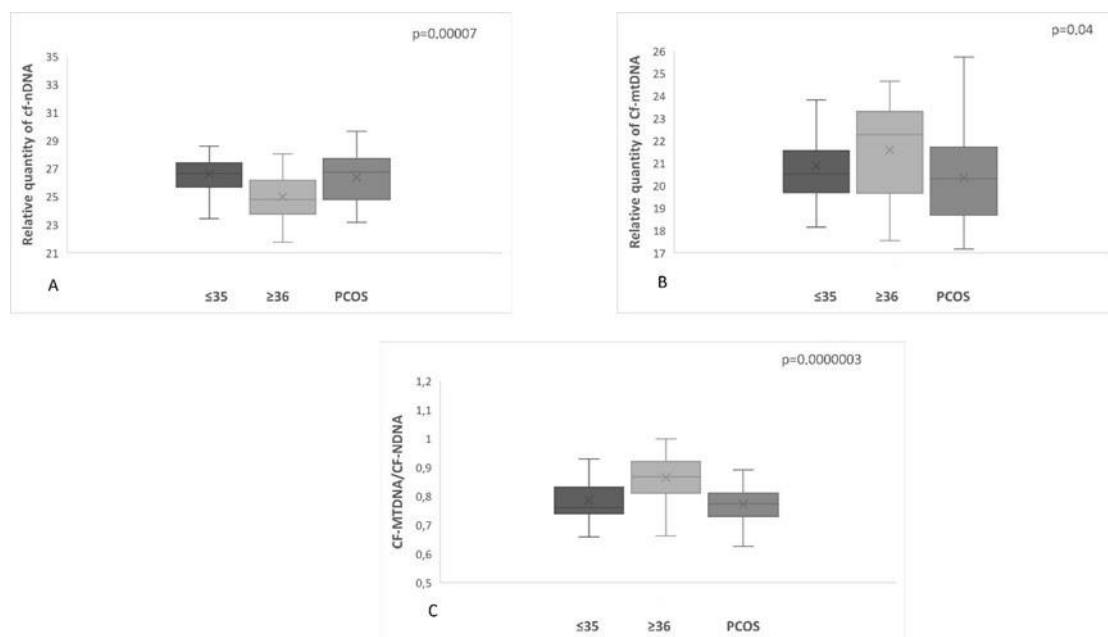 p=0.00007
Relative quantity of cf-nDNA
35
33
31
29
27
25
23
21
A
≤35 ≥36 PCOS
p=0.04
Relative quantity of Cf-mtDNA
26
25
24
23
22
21
20
19
18
17
B
≤35 ≥36 PCOS
p=0.0000003
CF-MTDNA/CF-NDNA
1,2
1,1
1
0,9
0,8
0,7
0,6
0,5
C
≤35 ≥36 PCOS